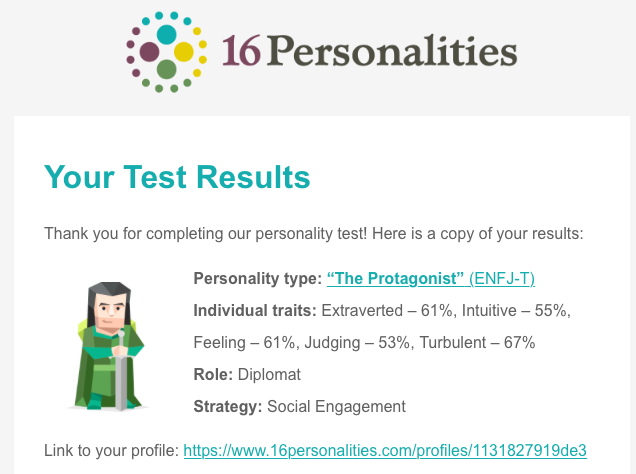 16 Personalities
Your Test Results
Thank you for completing our personality test! Here is a copy of your results:
Personality type: “The Protagonist” (ENFJ-T)
Individual traits: Extraverted – 61%, Intuitive – 55%,
Feeling – 61%, Judging – 53%, Turbulent – 67%
Role: Diplomat
Strategy: Social Engagement
Link to your profile: https://www.16personalities.com/profiles/1131827919de3